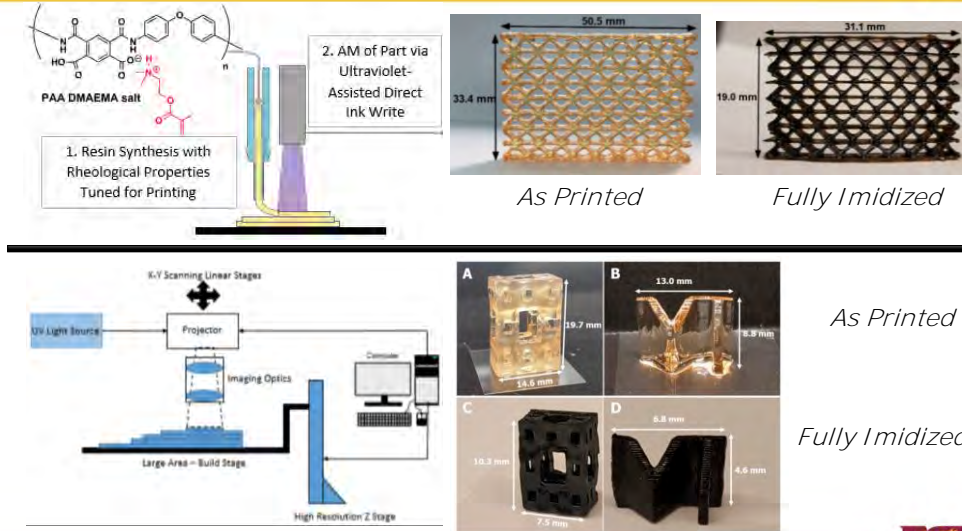 PAA DMAEMA salt
1. Resin Synthesis with
Rheological Properties
Tuned for Printing
2. AM of Part via
Ultraviolet-
Assisted Direct
Ink Write
50.5 mm
33.4 mm
As Printed
31.1 mm
19.0 mm
Fully Imidized
X-Y Scanning Linear Stages
UV Light Source
Projector
Computer
Imaging Optics
Large Area – Build Stage
High Resolution Z Stage
A
19.7 mm
14.6 mm
B
13.0 mm
8.8 mm
As Printed
C
10.3 mm
7.5 mm
D
6.8 mm
4.6 mm
Fully Imidized